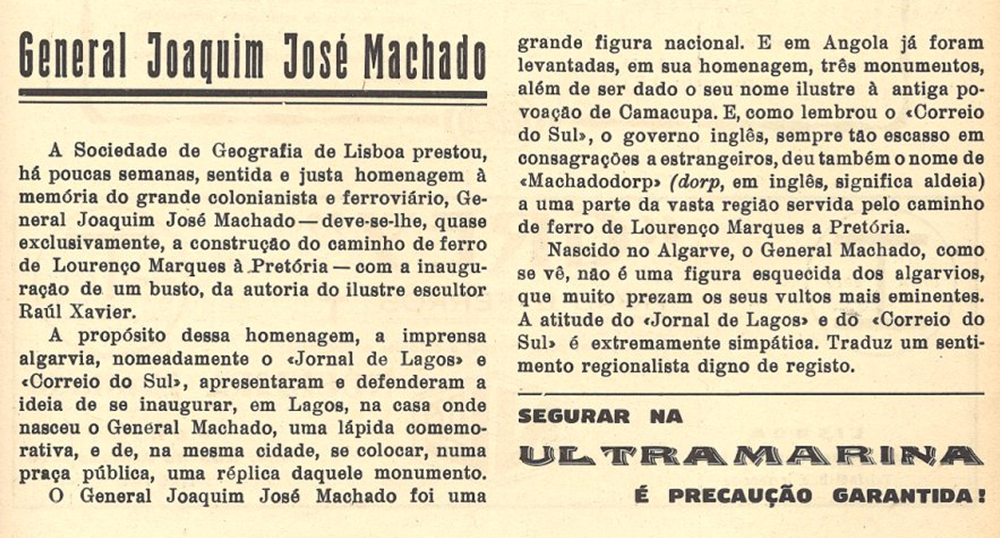 General Joaquim José Machado
A Sociedade de Geografia de Lisboa prestou,
há poucas semanas, sentida e justa homenagem à
memória do grande colonianista e ferroviário, Ge-
neral Joaquim José Machado — deve-se-lhe, quase
exclusivamente, a construção do caminho de ferro
de Lourenço Marques à Pretória — com a inaugu-
ração de um busto, da autoria do ilustre escultor
Raúl Xavier.
A propósito dessa homenagem, a imprensa
algarvia, nomeadamente o «Jornal de Lagos» e
«Correio do Sul», apresentaram e defenderam a
ideia de se inaugurar, em Lagos, na casa onde
nasceu o General Machado, uma lápida comemo-
rativa, e de, na mesma cidade, se colocar, numa
praça pública, uma réplica daquele monumento.
O General Joaquim José Machado foi uma
grande figura nacional. E em Angola já foram
levantadas, em sua homenagem, três monumentos,
além de ser dado o seu nome ilustre à antiga po-
voação de Camacupa. E, como lembrou o «Correio
do Sul», o governo inglês, sempre tão escasso em
consagrações a estrangeiros, deu também o nome de
«Machadodorp» (dorp, em inglês, significa aldeia)
a uma parte da vasta região servida pelo caminho
de ferro de Lourenço Marques a Pretória.
Nascido no Algarve, o General Machado, como
se vê, não é uma figura esquecida dos algarvios,
que muito prezam os seus vultos mais eminentes.
A atitude do «Jornal de Lagos» e do «Correio do
Sul» é extremamente simpática. Traduz um senti-
mento regionalista digno de registo.
SEGURAR NA
ULTRAMARINA
É PRECAUÇÃO GARANTIDA!